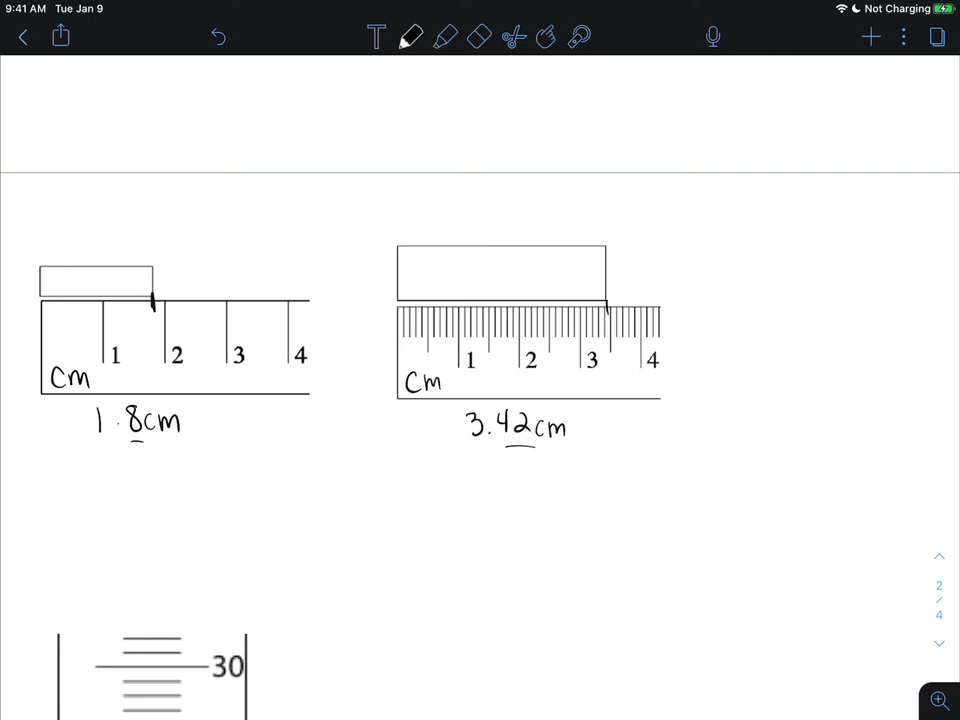 9:41 AM Tue Jan 9
Not Charging
T
1 2 3 4
Cm
1.8cm
1 2 3 4
Cm
3.42cm
2
/
4
30